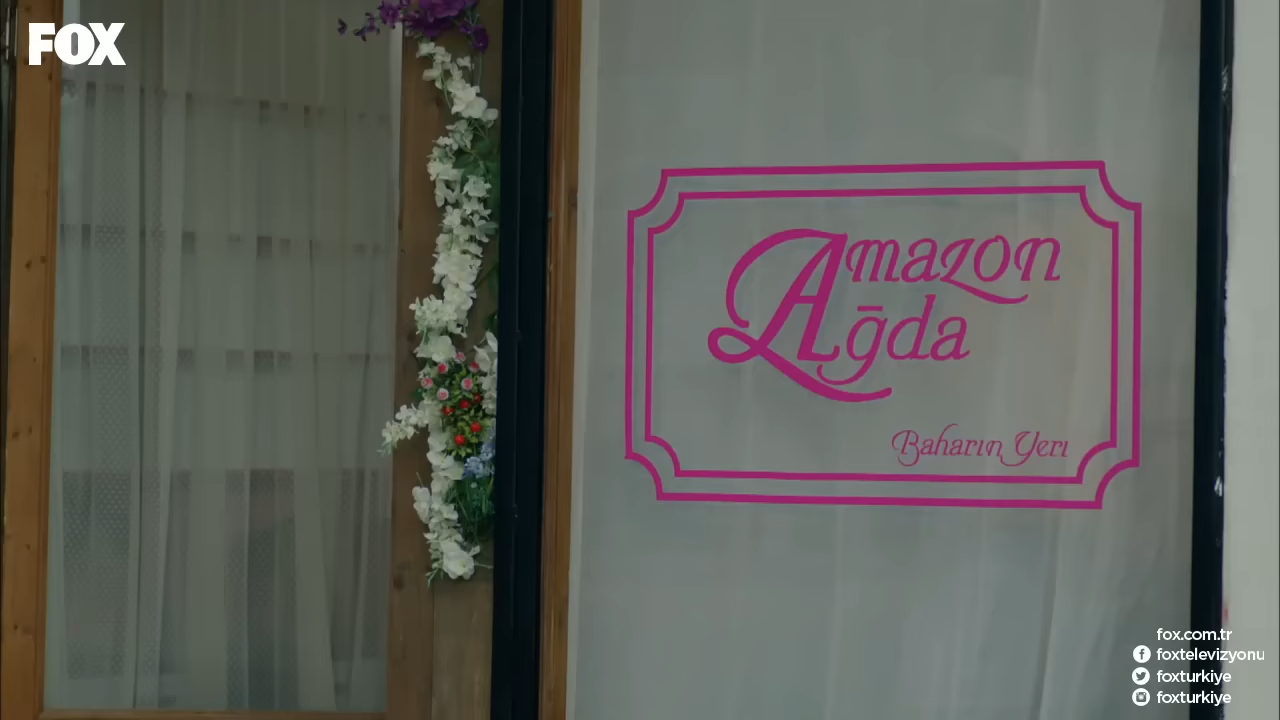 FOX
Amazon
Ağda
Baharın Yeri
fox.com.tr
foxtelevizyonu
foxturkiye
foxturkiye